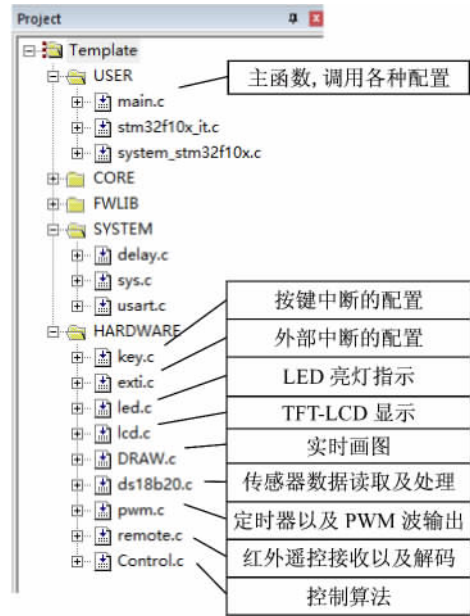 Project
Template
USER
主函数,调用各种配置
main.c
stm32f10x_it.c
system_stm32f10x.c
CORE
FWLIB
SYSTEM
delay.c
sys.c
usart.c
按键中断的配置
HARDWARE
外部中断的配置
key.c
exti.c
LED 亮灯指示
led.c
TFT-LCD 显示
lcd.c
实时画图
DRAW.c
传感器数据读取及处理
ds18b20.c
定时器以及 PWM 波输出
pwm.c
红外遥控接收以及解码
remote.c
控制算法
Control.c